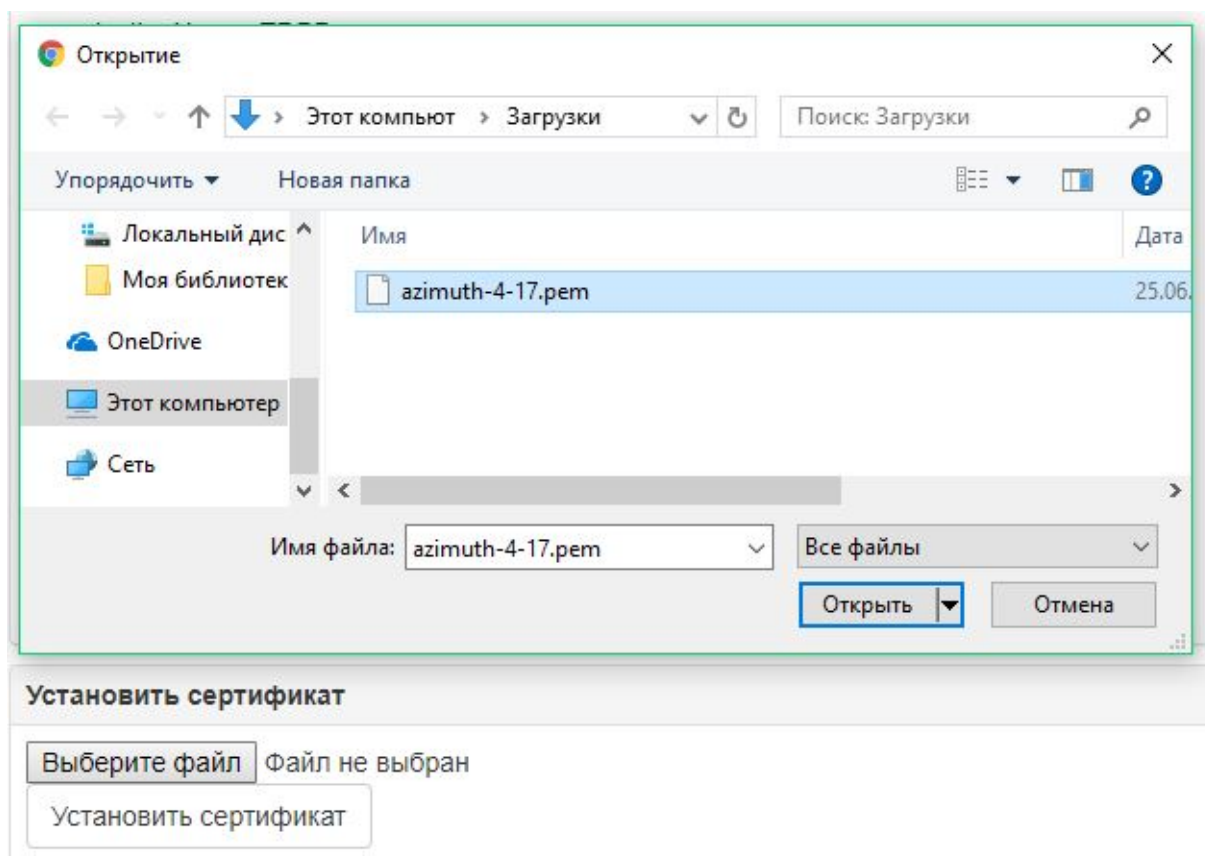 Открытие
Этот компьют > Загрузки
Поиск: Загрузки
Упорядочить
Новая папка
Локальный дис
Моя библиотек
OneDrive
Этот компьютер
Сеть
Имя
Дата
azimuth-4-17.pem
25.06.
Имя файла:
azimuth-4-17.pem
Все файлы
Открыть
Отмена
Установить сертификат
Выберите файл Файл не выбран
Установить сертификат